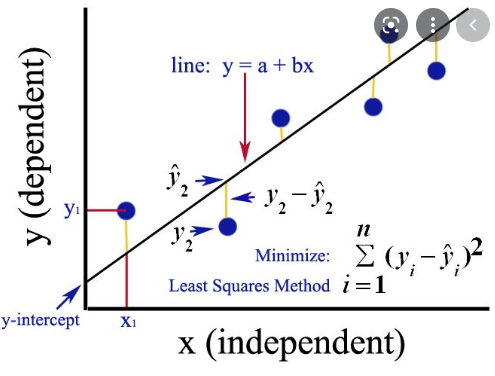 line: y = a + bx
y (dependent)
ŷ₂
y₂ – ŷ₂
y₁
y₂
Minimize:
n
Σ (yᵢ – ŷᵢ)²
i = 1
Least Squares Method
y-intercept
x₁
x (independent)